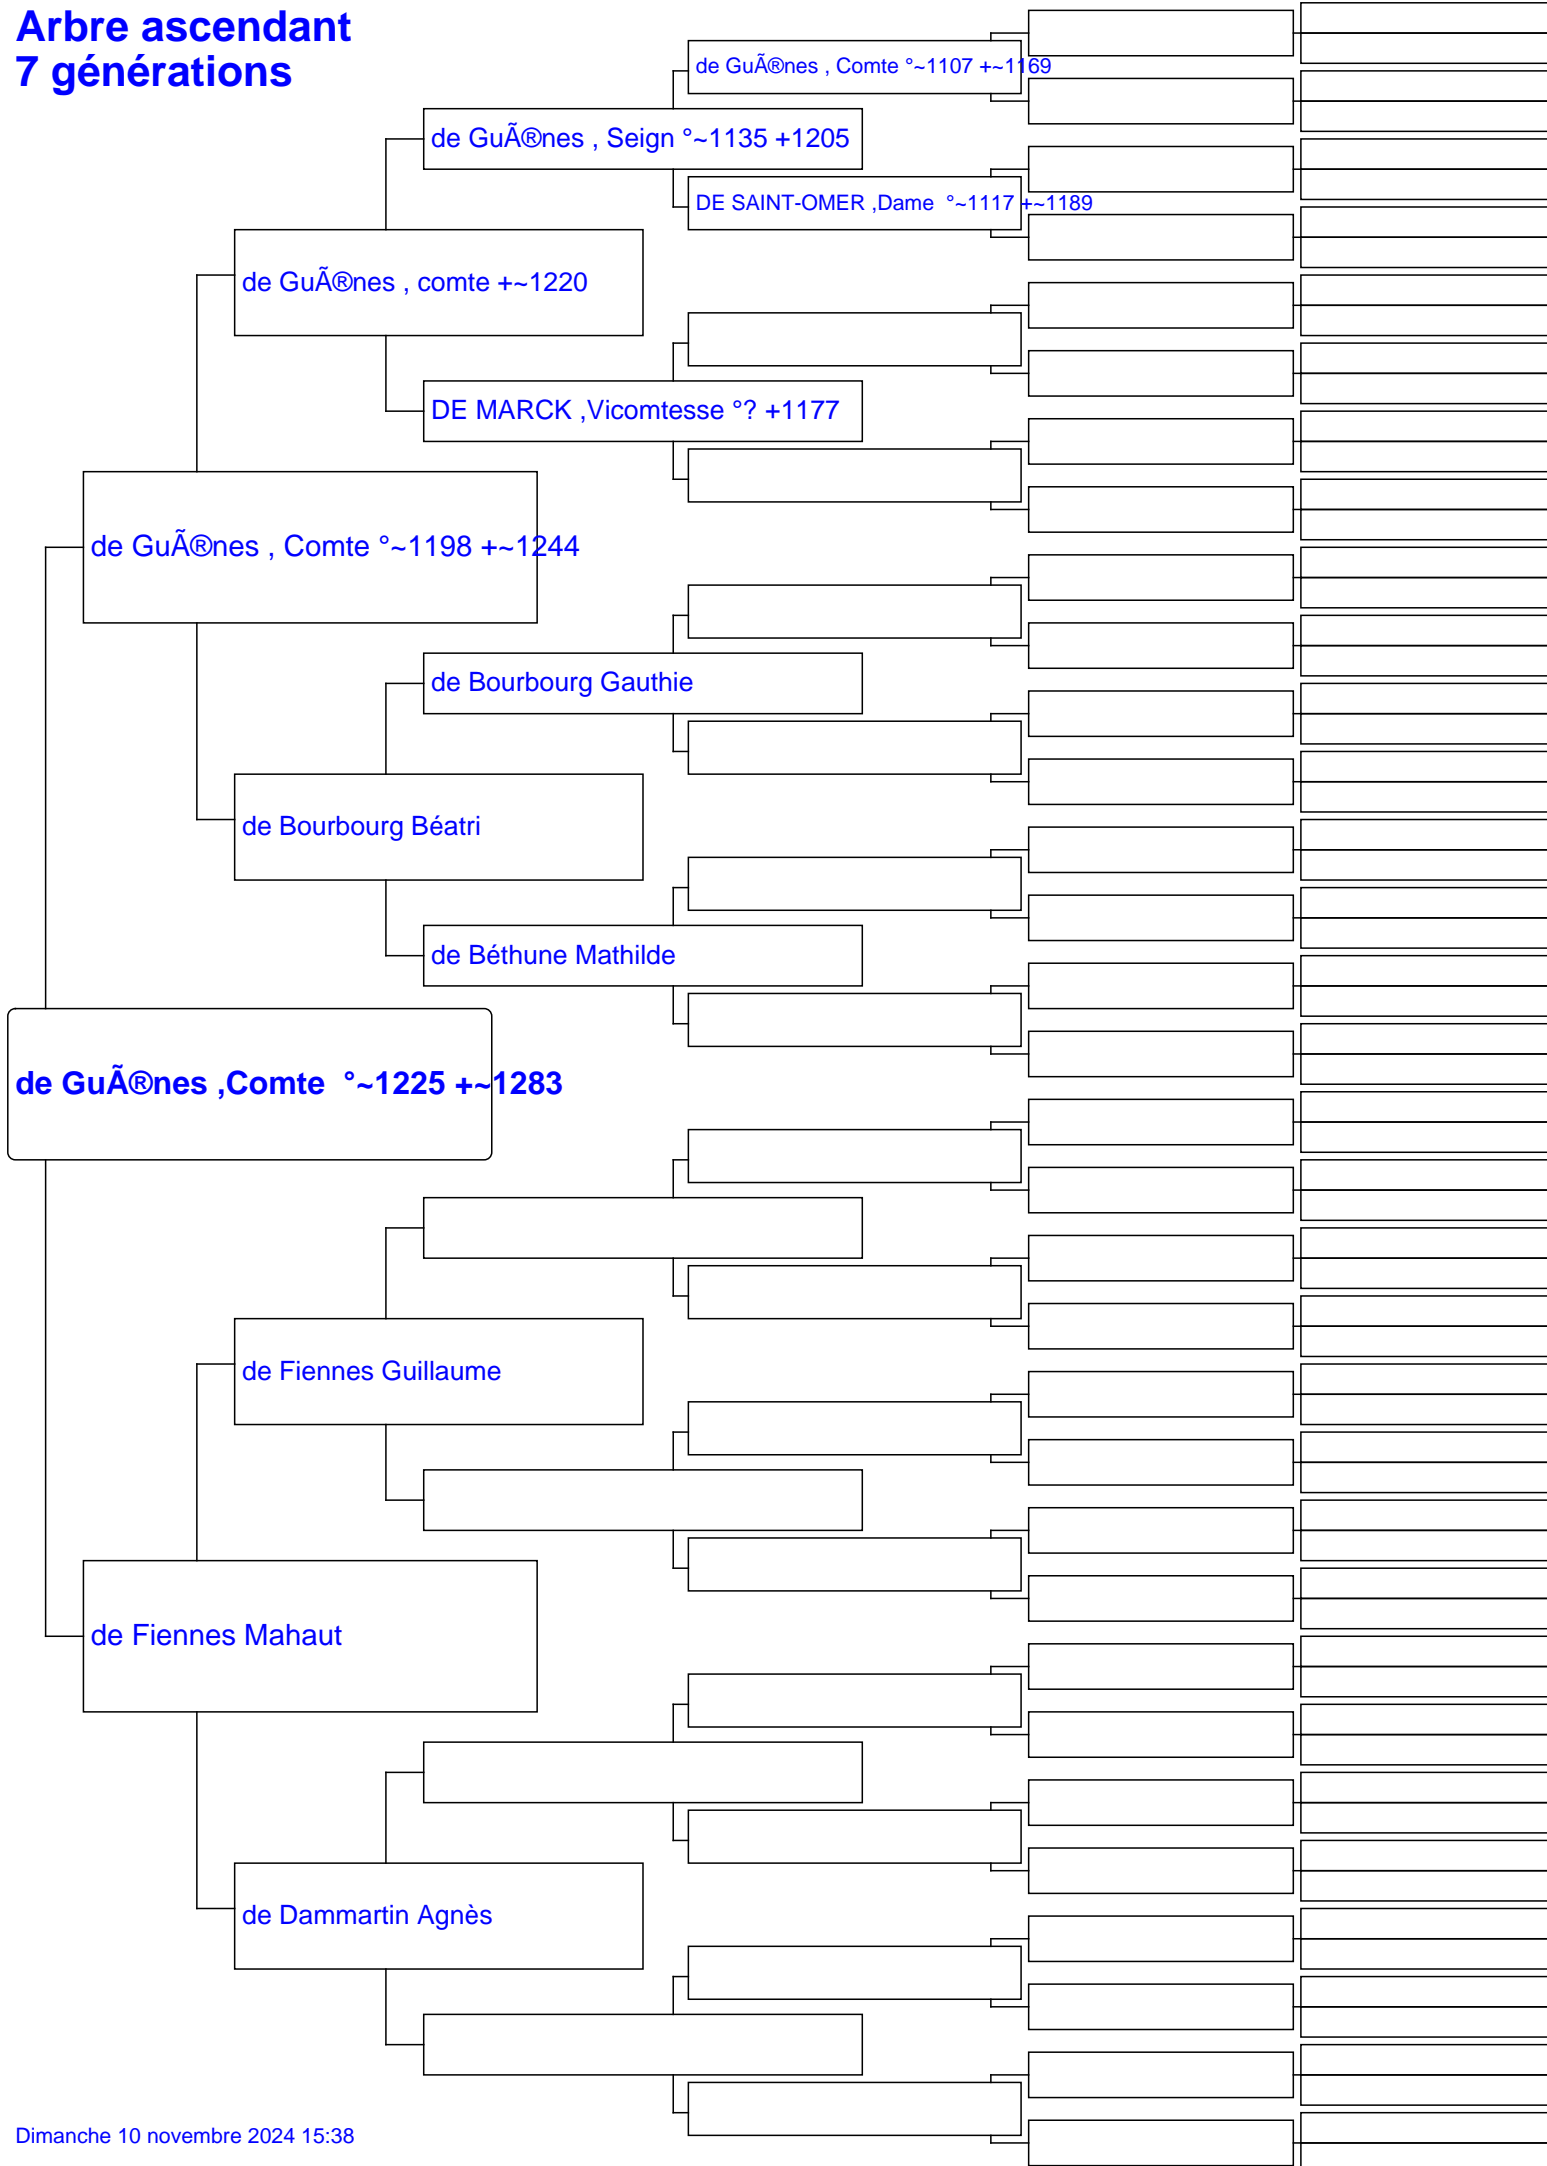 Arbre ascendant
7 générations
de GuÃ®nes , Comte °~1107 +~1169
de GuÃ®nes , Seign °~1135 +1205
DE SAINT-OMER ,Dame  °~1117 +~1189
de GuÃ®nes , comte +~1220
DE MARCK ,Vicomtesse °? +1177
de GuÃ®nes , Comte °~1198 +~1244
de Bourbourg Gauthie
de Bourbourg Béatri
de Béthune Mathilde
de GuÃ®nes ,Comte  °~1225 +~1283
de Fiennes Guillaume
de Fiennes Mahaut
de Dammartin Agnès
Dimanche 10 novembre 2024 15:38